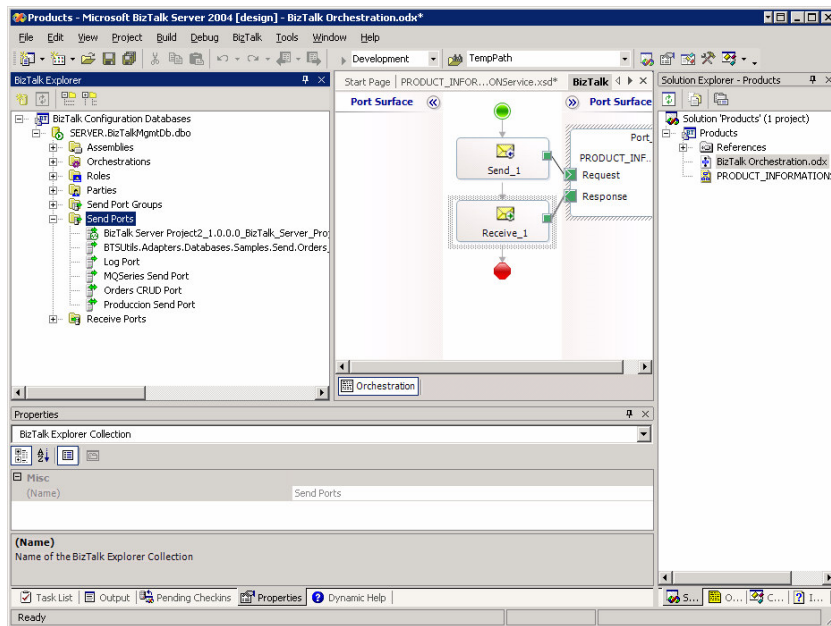 Products - Microsoft BizTalk Server 2004 [design] - BizTalk Orchestration.odx*
File Edit View Project Build Debug BizTalk Tools Window Help
Development TempPath
BizTalk Explorer
BizTalk Configuration Databases
SERVER.BizTalkMgmtDb.dbo
Assemblies
Orchestrations
Roles
Parties
Send Port Groups
Send Ports
BizTalk Server Project2_1.0.0.0_BizTalk_Server_Pro
BTSUtils.Adapters.Databases.Samples.Send.Orders_
Log Port
MQSeries Send Port
Orders CRUD Port
Produccion Send Port
Receive Ports
Start Page PRODUCT_INFOR...ONService.xsd* BizTalk
Port Surface Port Surface
Send_1
Receive_1
Port_
PRODUCT_INF..
Request
Response
Orchestration
Solution Explorer - Products
Solution 'Products' (1 project)
Products
References
BizTalk Orchestration.odx
PRODUCT_INFORMATION
Properties
BizTalk Explorer Collection
Misc
(Name) Send Ports
(Name)
Name of the BizTalk Explorer Collection
Task List Output Pending Checkins Properties Dynamic Help
S... O... C... I...
Ready